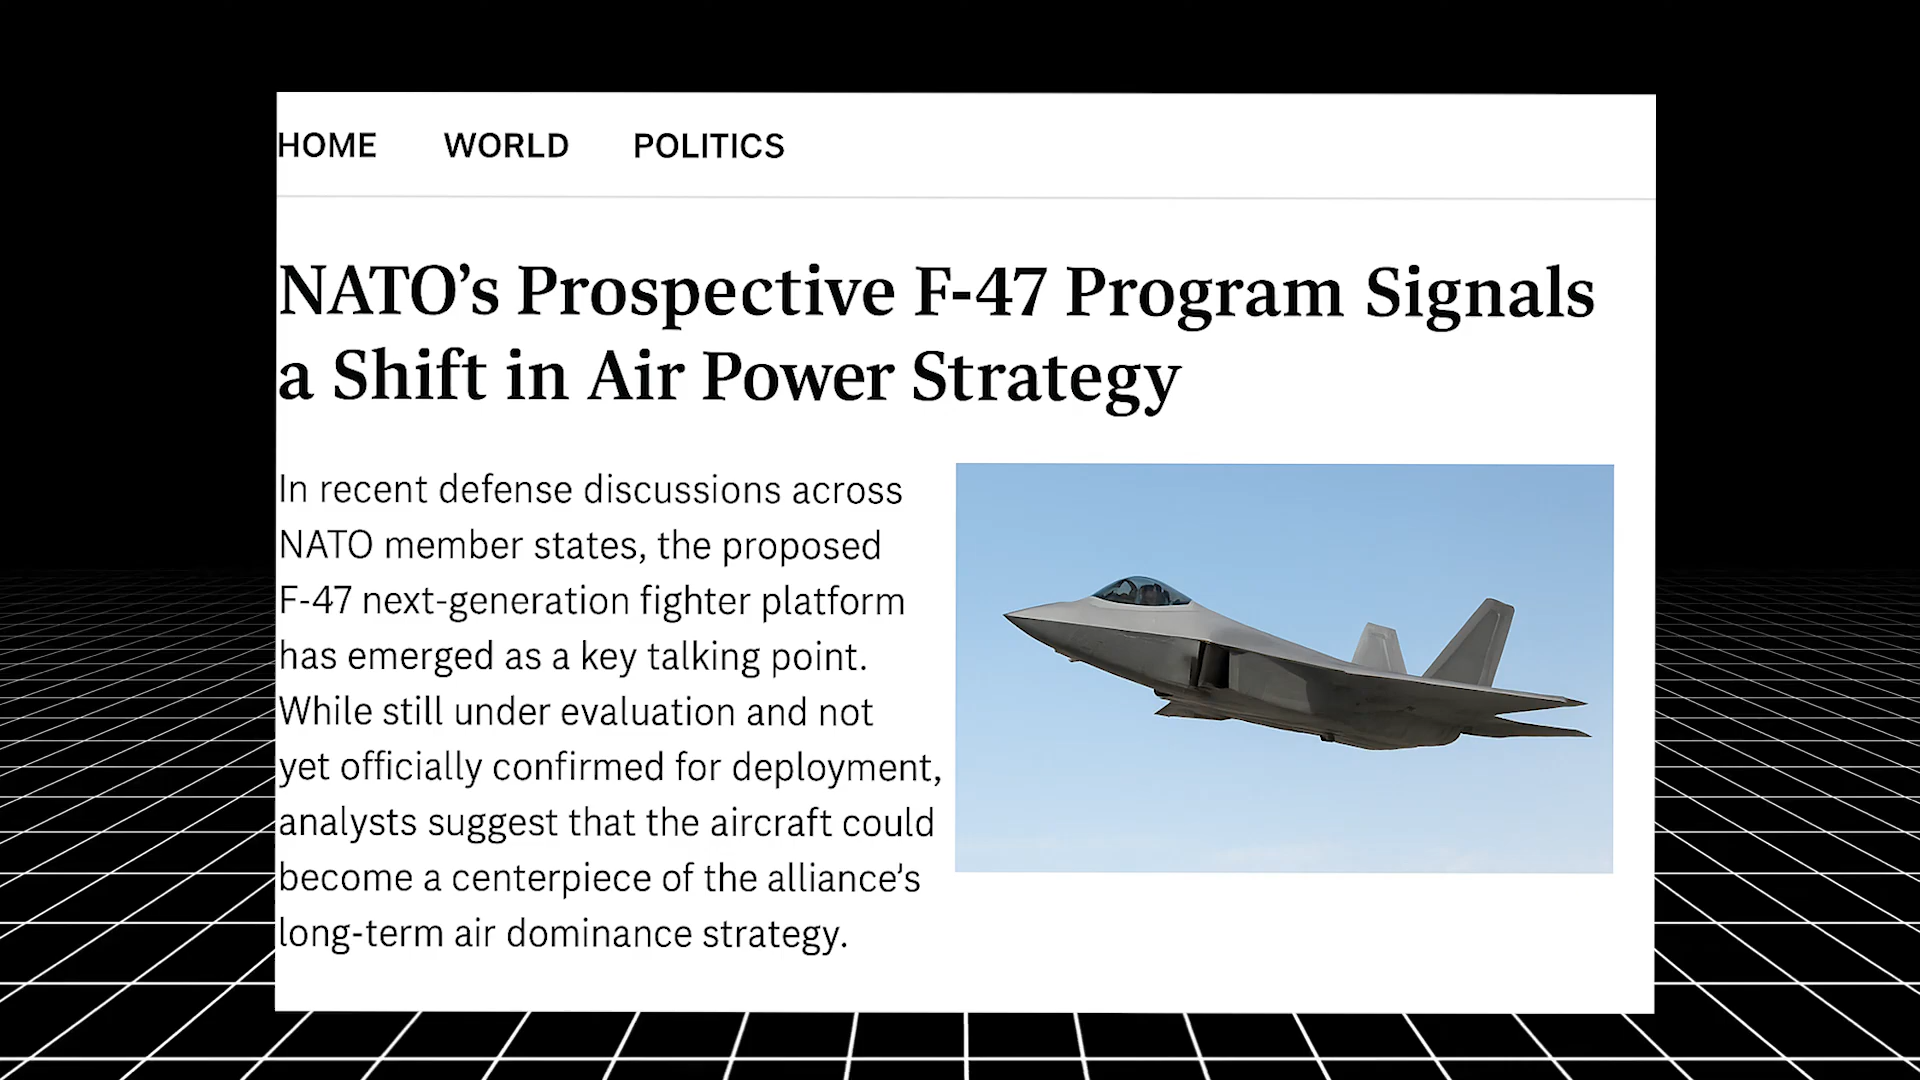 HOME WORLD POLITICS
NATO’s Prospective F-47 Program Signals
a Shift in Air Power Strategy
In recent defense discussions across
NATO member states, the proposed
F-47 next-generation fighter platform
has emerged as a key talking point.
While still under evaluation and not
yet officially confirmed for deployment,
analysts suggest that the aircraft could
become a centerpiece of the alliance’s
long-term air dominance strategy.